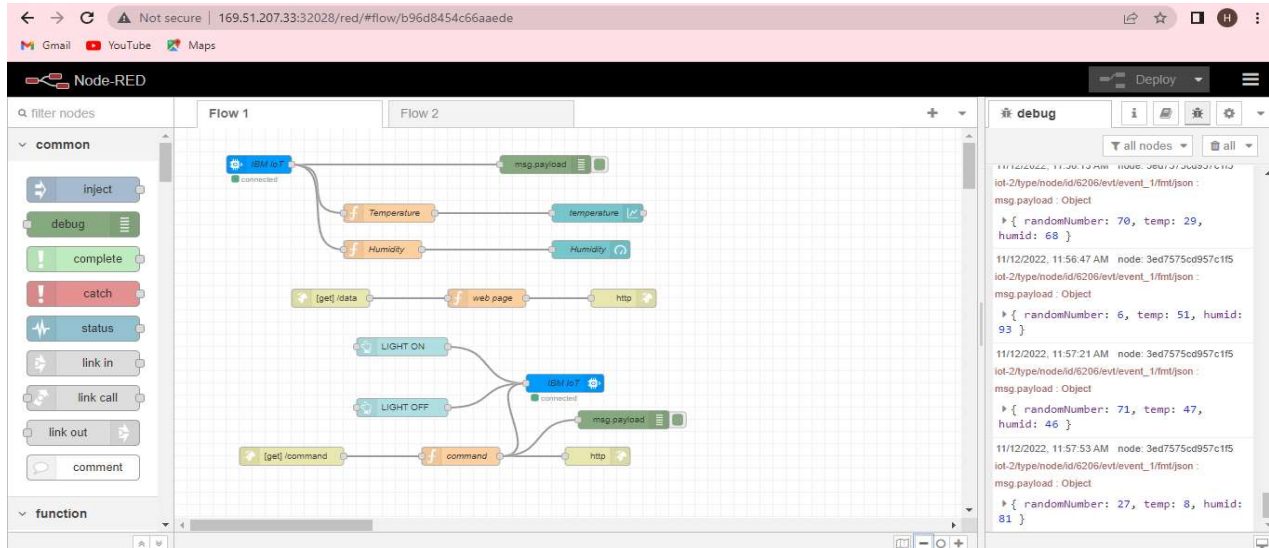 Not secure | 169.51.207.33:32028/red/#flow/b96d8454c66aaede
H
Gmail YouTube Maps
Node-RED
Deploy
filter nodes
Flow 1
Flow 2
debug
i
all nodes
all
common
inject
debug
complete
catch
status
link in
link call
link out
comment
function
IBM IoT
connected
msg.payload
f Temperature
temperature
f Humidity
Humidity
[get] /data
f web page
http
LIGHT ON
IBM IoT
connected
LIGHT OFF
msg.payload
[get] /command
f command
http
iot-2/type/node/id/6206/evt/event_1/fmt/json :
msg.payload : Object
{ randomNumber: 70, temp: 29,
humid: 68 }
11/12/2022, 11:56:47 AM node: 3ed7575cd957c1f5
iot-2/type/node/id/6206/evt/event_1/fmt/json :
msg.payload : Object
{ randomNumber: 6, temp: 51, humid:
93 }
11/12/2022, 11:57:21 AM node: 3ed7575cd957c1f5
iot-2/type/node/id/6206/evt/event_1/fmt/json :
msg.payload : Object
{ randomNumber: 71, temp: 47,
humid: 46 }
11/12/2022, 11:57:53 AM node: 3ed7575cd957c1f5
iot-2/type/node/id/6206/evt/event_1/fmt/json :
msg.payload : Object
{ randomNumber: 27, temp: 8, humid:
81 }